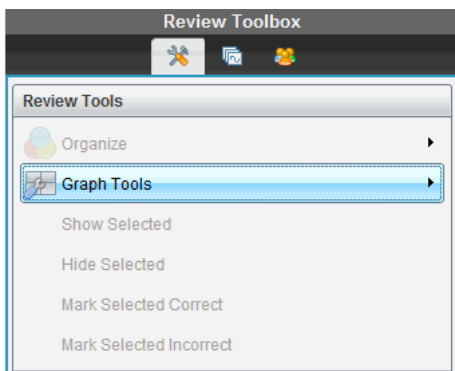 Review Toolbox
Review Tools
Organize
Graph Tools
Show Selected
Hide Selected
Mark Selected Correct
Mark Selected Incorrect